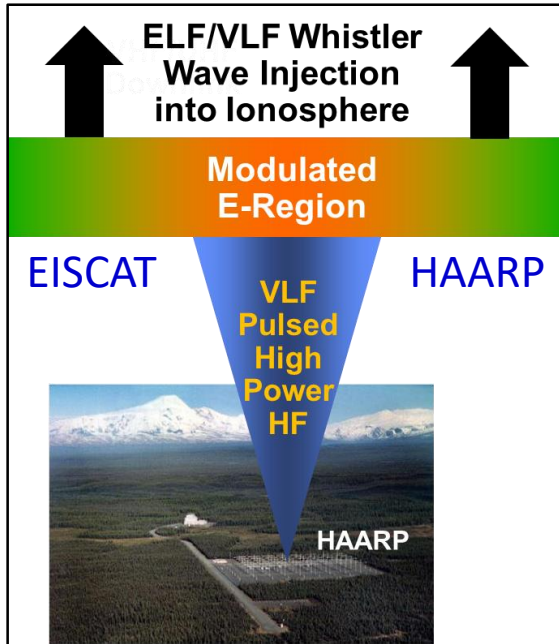 ELF/VLF Whistler
Wave Injection
into Ionosphere
Modulated
E-Region
EISCAT
HAARP
VLF
Pulsed
High
Power
HF
HAARP